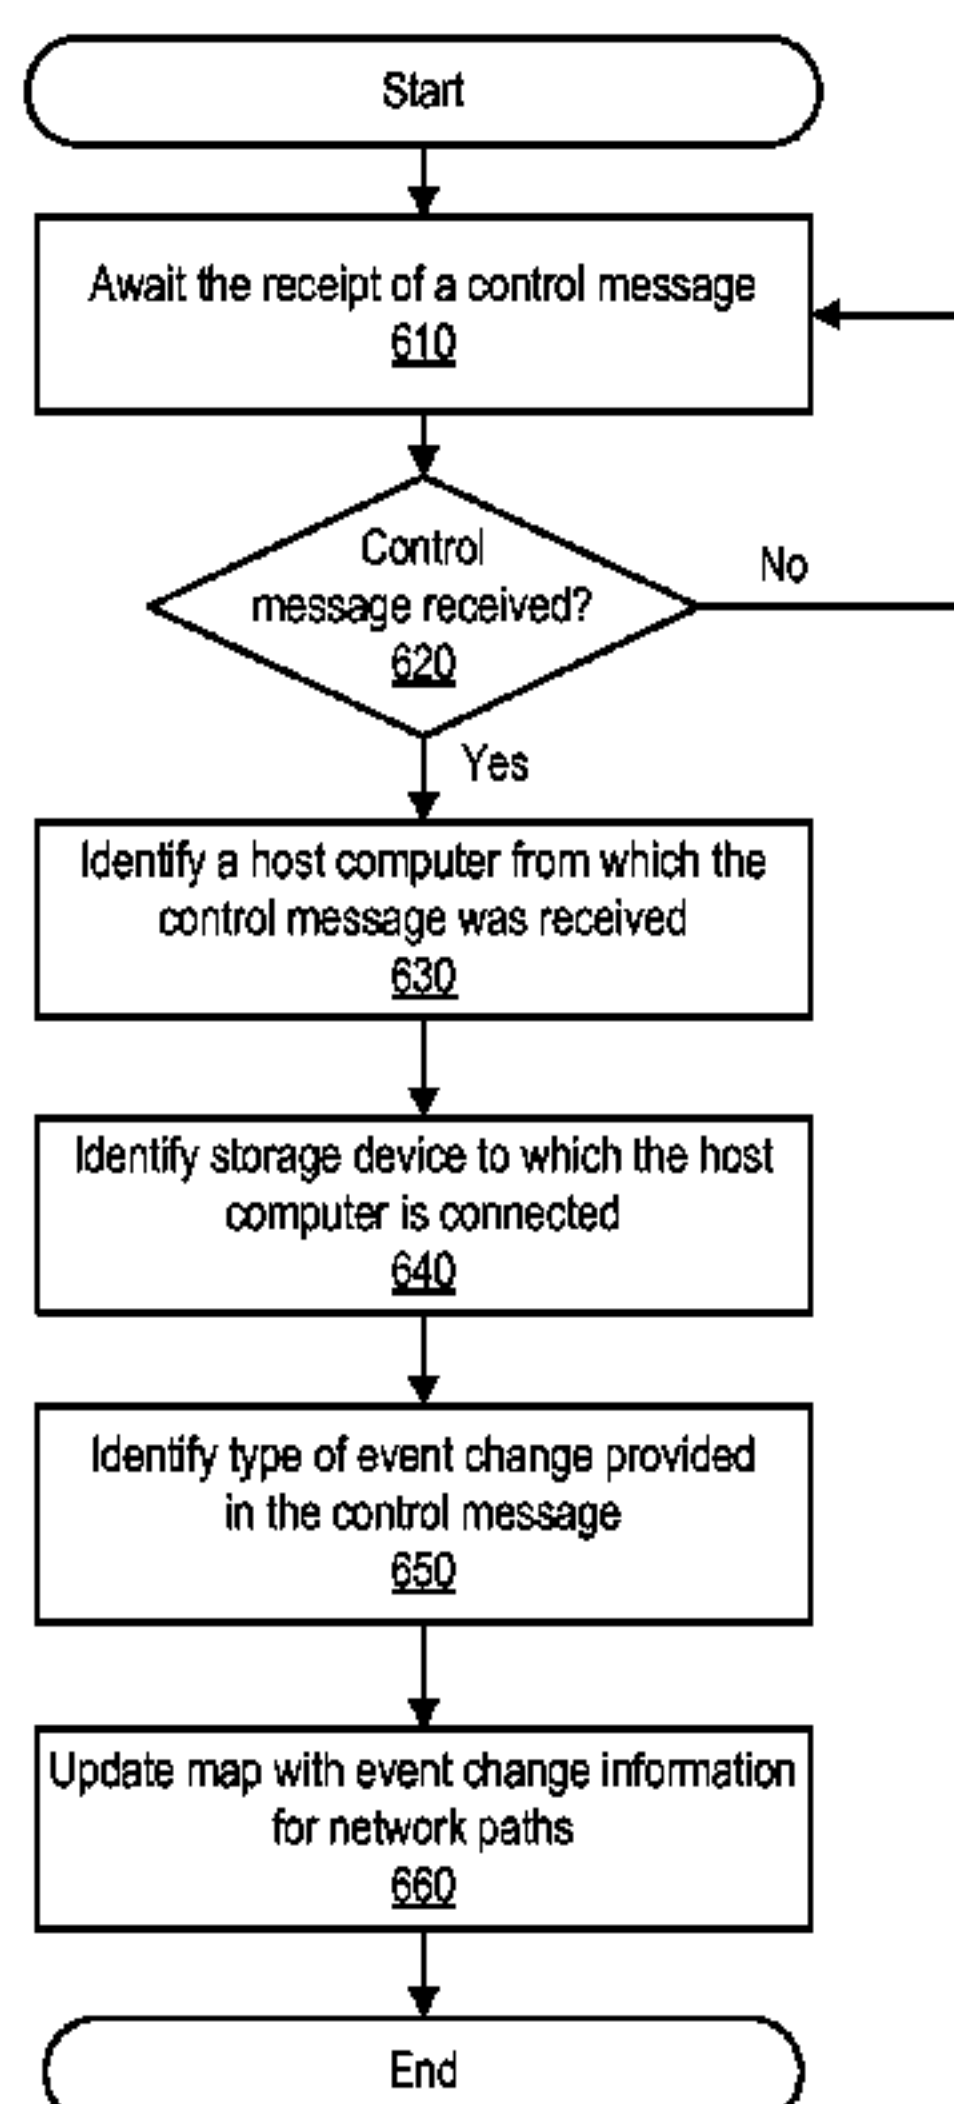 Start
Await the receipt of a control message
610
Control
message received?
620
No
Yes
Identify a host computer from which the
control message was received
630
Identify storage device to which the host
computer is connected
640
Identify type of event change provided
in the control message
650
Update map with event change information
for network paths
660
End